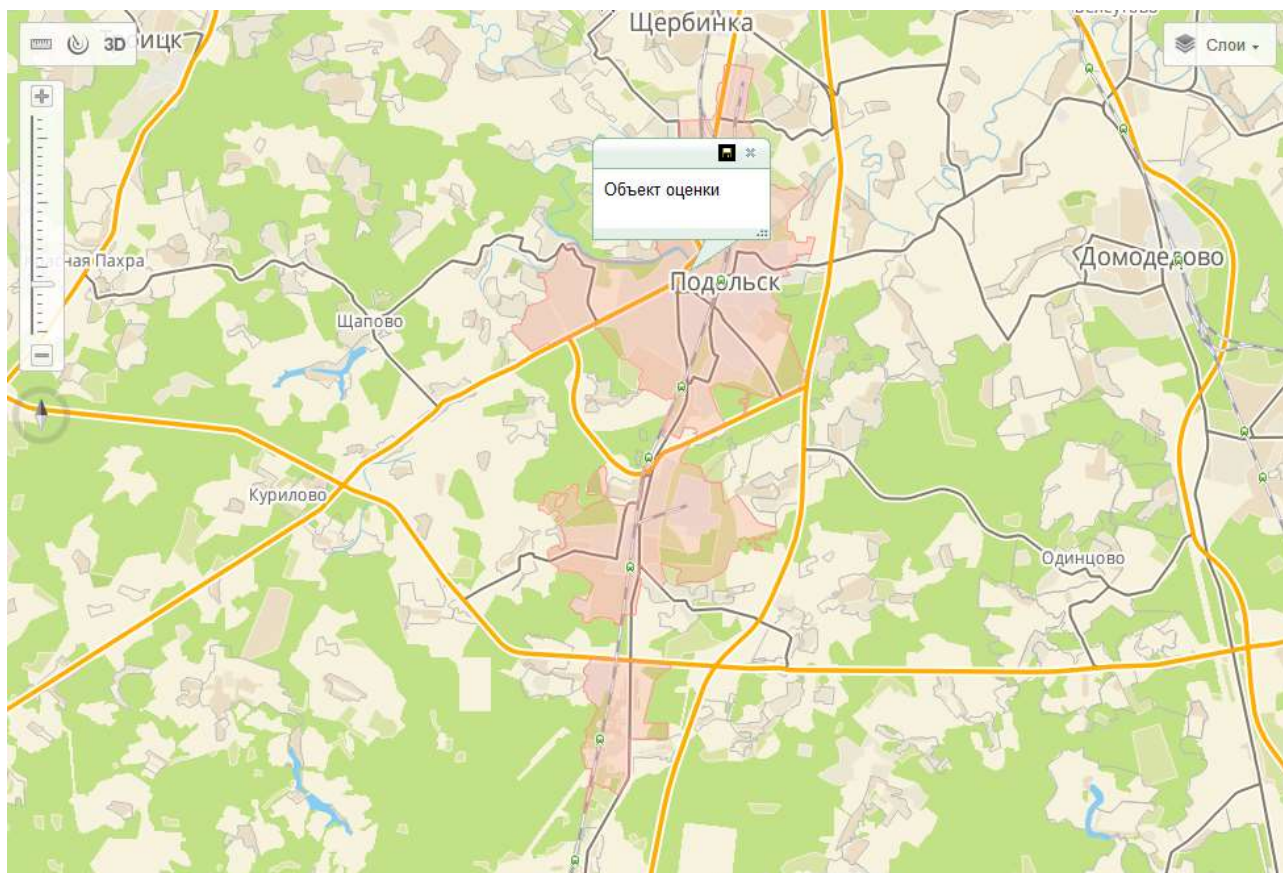 Щербинка
3D
Слои
Объект оценки
Подольск
Домодедово
Щапово
Курилово
Одинцово